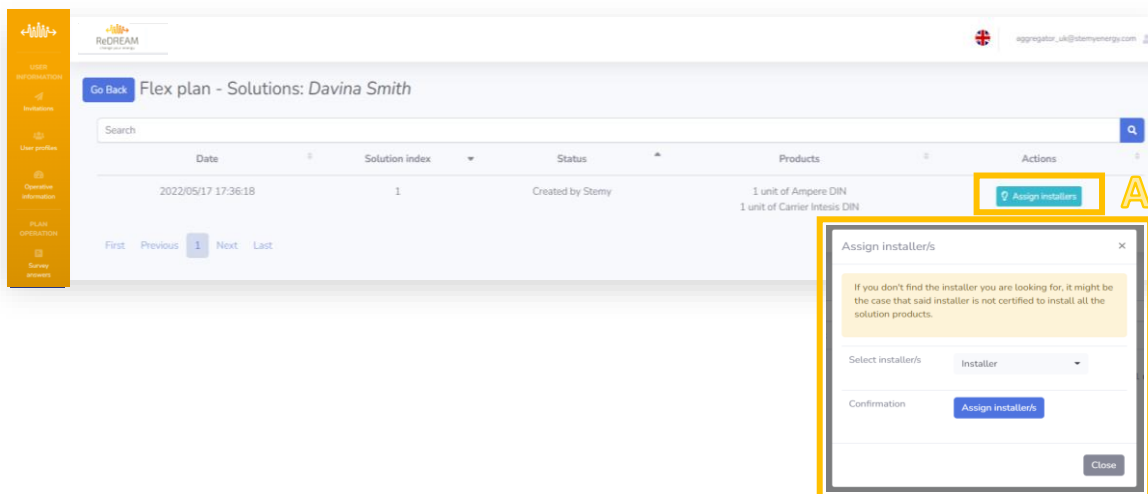 ReDREAM
aggregator_uk@stemyenergy.com
USER
INFORMATION
Invitations
User profiles
Operative
information
PLAN
OPERATION
Survey
answers
Go Back
Flex plan - Solutions: Davina Smith
Search
Date
Solution index
Status
Products
Actions
2022/05/17 17:36:18
1
Created by Stemy
1 unit of Ampere DIN
1 unit of Carrier Intesis DIN
Assign installers
A
First Previous 1 Next Last
Assign installer/s
×
If you don't find the installer you are looking for, it might be
the case that said installer is not certified to install all the
solution products.
Select installer/s
Installer
Confirmation
Assign installer/s
Close